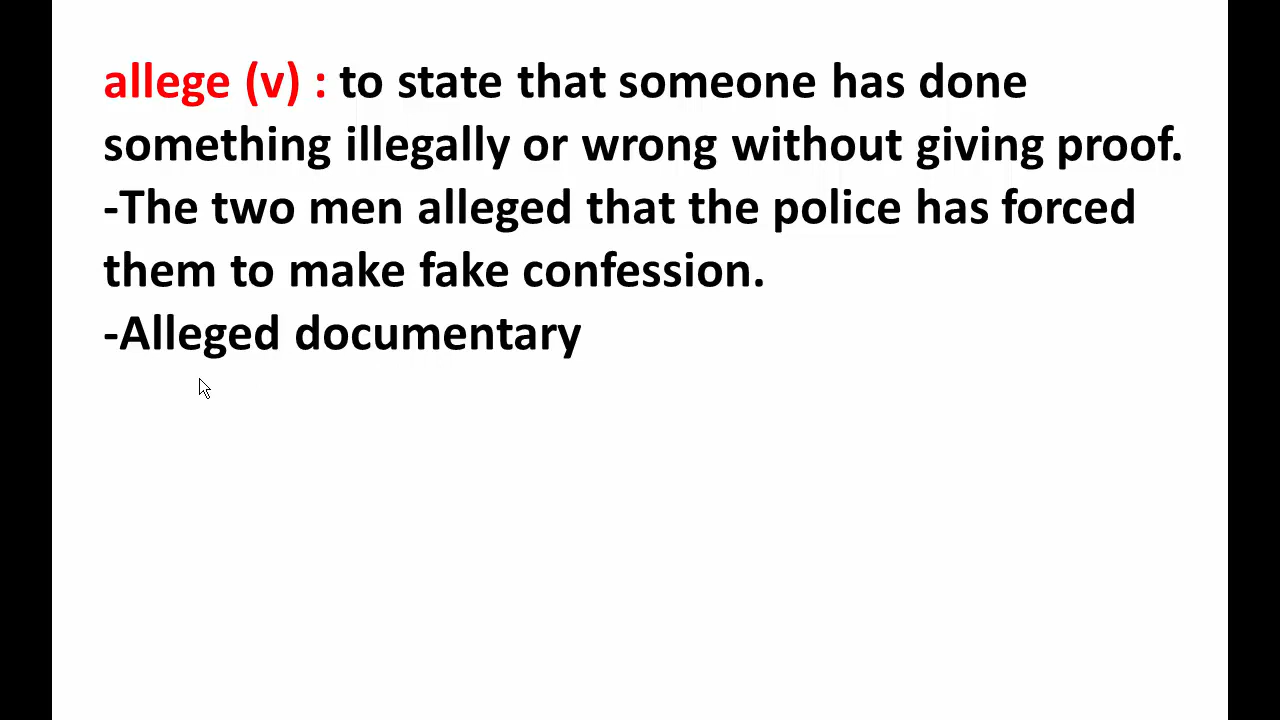 allege (v) : to state that someone has done
something illegally or wrong without giving proof.
-The two men alleged that the police has forced
them to make fake confession.
-Alleged documentary